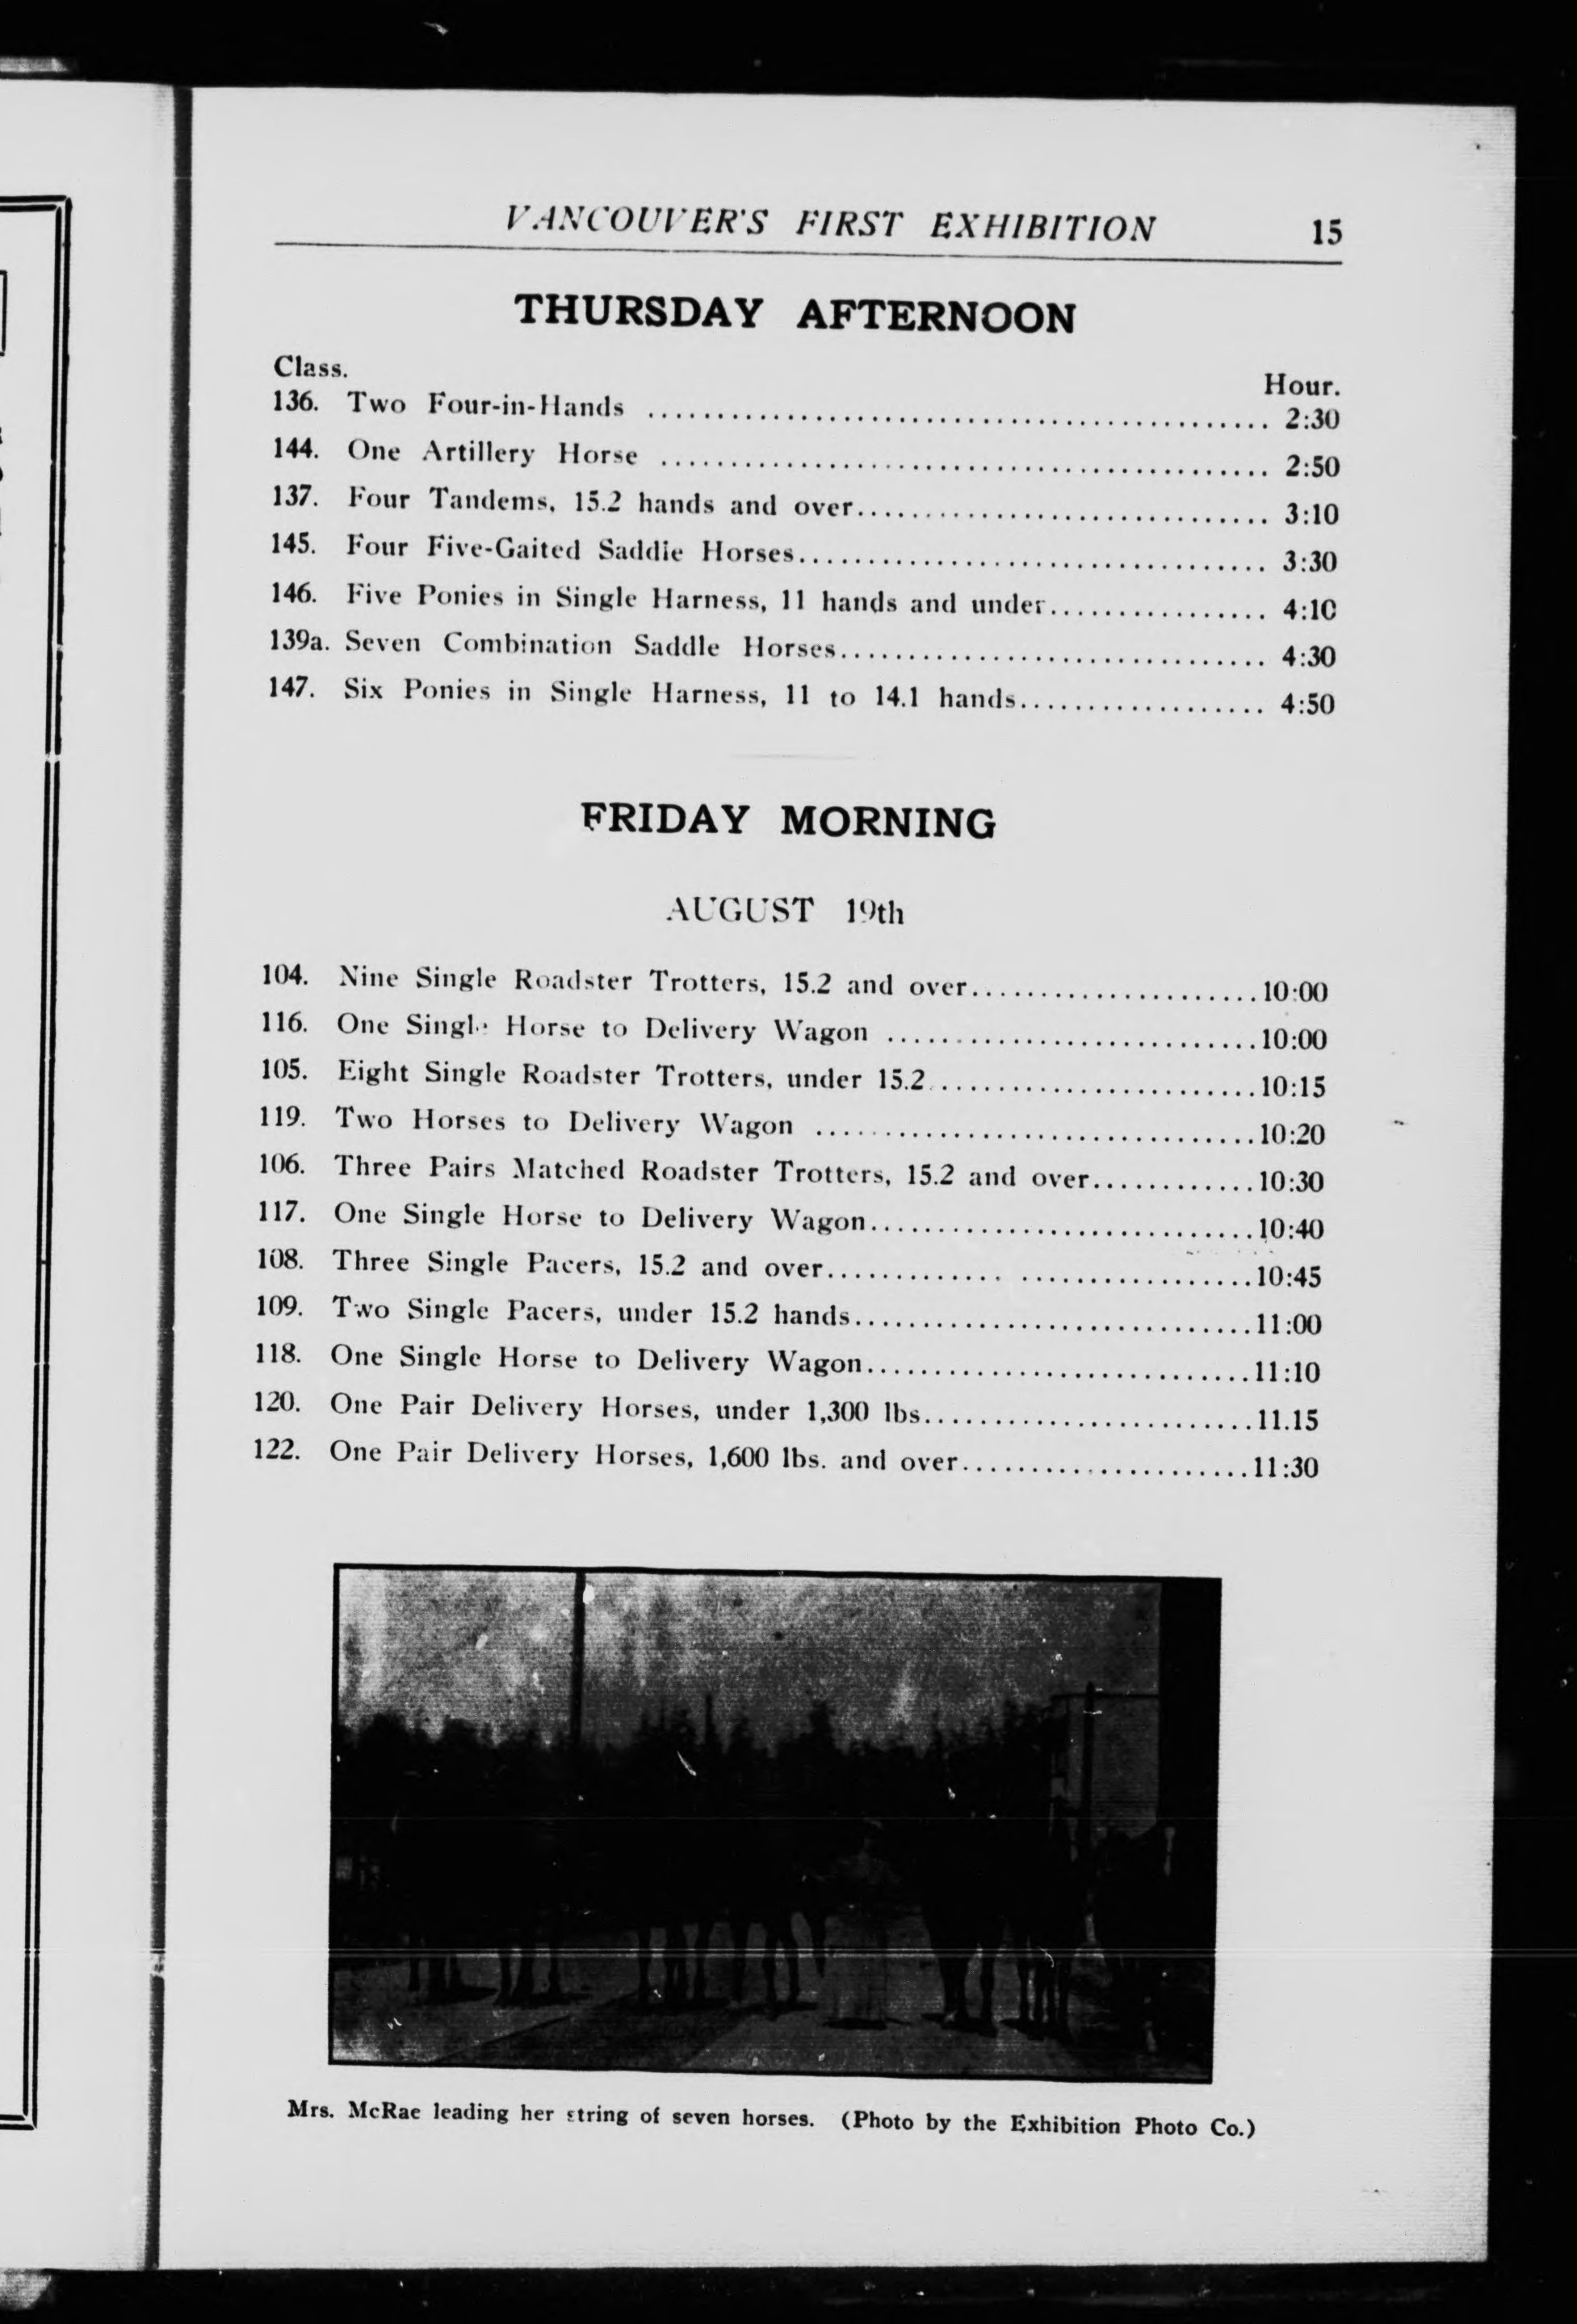 VANCOUVER'S FIRST EXHIBITION 15
THURSDAY AFTERNOON
Class. Hour.
136. Two Four-in-Hands ............................................. 2:30
144. One Artillery Horse ............................................ 2:50
137. Four Tandems, 15.2 hands and over.............................. 3:10
145. Four Five-Gaited Saddle Horses.................................. 3:30
146. Five Ponies in Single Harness, 11 hands and under................ 4:10
139a. Seven Combination Saddle Horses............................... 4:30
147. Six Ponies in Single Harness, 11 to 14.1 hands.................. 4:50
FRIDAY MORNING
AUGUST 19th
104. Nine Single Roadster Trotters, 15.2 and over.....................10:00
116. One Single Horse to Delivery Wagon ...........................10:00
105. Eight Single Roadster Trotters, under 15.2........................10:15
119. Two Horses to Delivery Wagon ................................10:20
106. Three Pairs Matched Roadster Trotters, 15.2 and over............10:30
117. One Single Horse to Delivery Wagon............................10:40
108. Three Single Pacers, 15.2 and over..............................10:45
109. Two Single Pacers, under 15.2 hands.............................11:00
118. One Single Horse to Delivery Wagon............................11:10
120. One Pair Delivery Horses, under 1,300 lbs........................11.15
122. One Pair Delivery Horses, 1,600 lbs. and over.....................11:30
Mrs. McRae leading her string of seven horses. (Photo by the Exhibition Photo Co.)